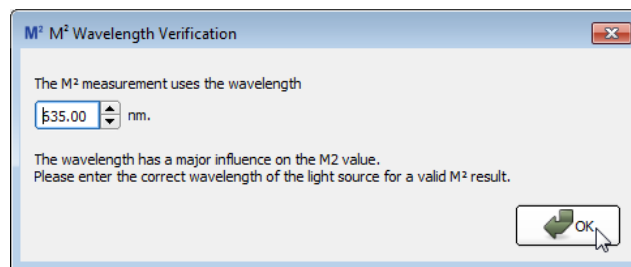 M² M² Wavelength Verification
The M² measurement uses the wavelength
635.00 nm.
The wavelength has a major influence on the M2 value.
Please enter the correct wavelength of the light source for a valid M² result.
OK